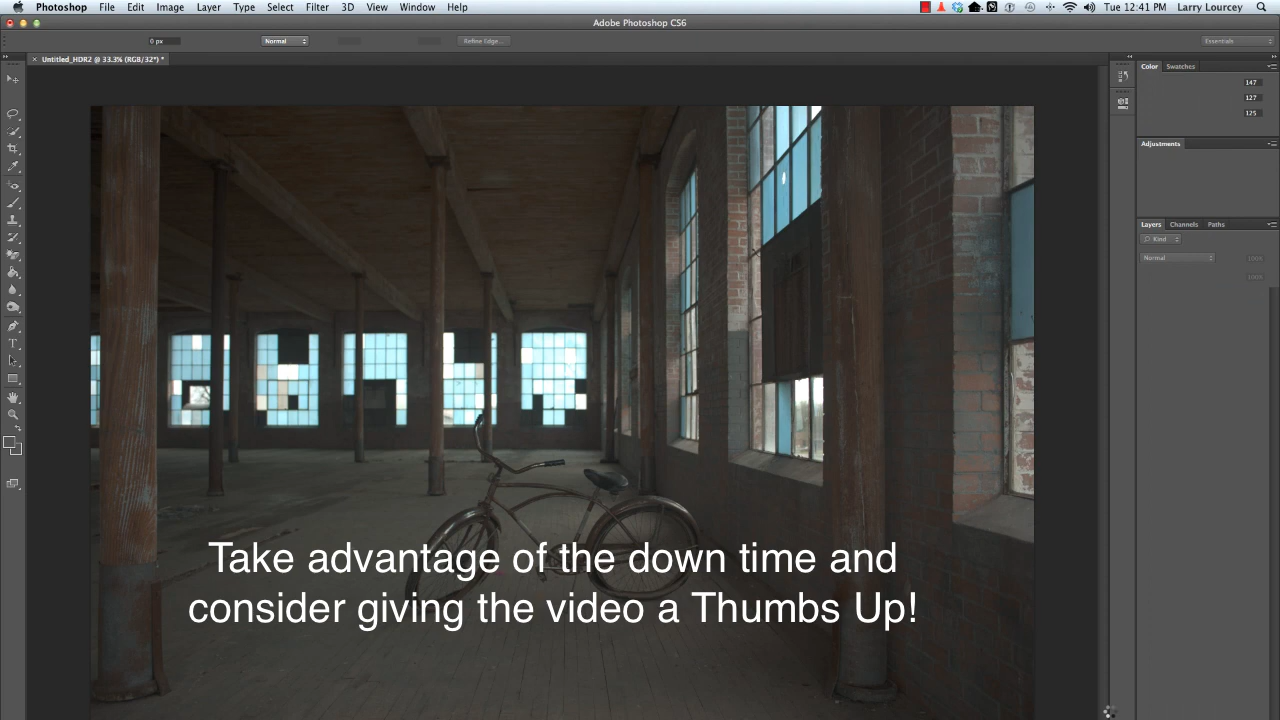 Photoshop File Edit Image Layer Type Select Filter 3D View Window Help Tue 12:41 PM Larry Lourcey
Adobe Photoshop CS6
0 px Normal Refine Edge... Essentials
× Untitled_HDR2 @ 33.3% (RGB/32*) *
Color Swatches
147
127
125
Adjustments
Layers Channels Paths
Kind
Normal 100%
100%
Take advantage of the down time and
consider giving the video a Thumbs Up!